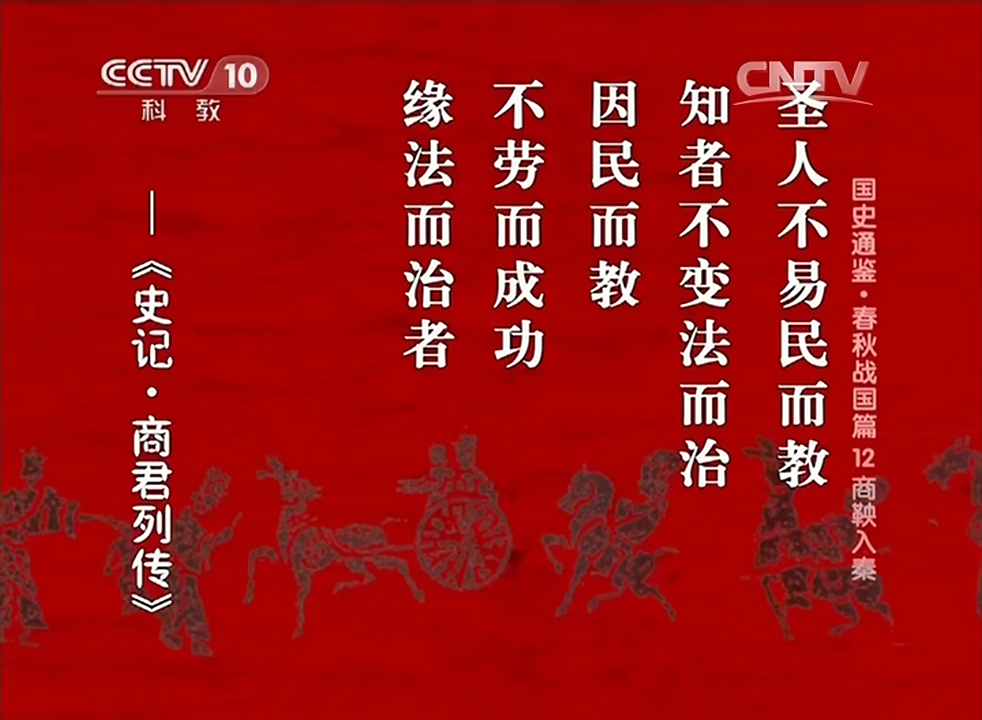 CCTV 10
科教
CNTV
国史通鉴·春秋战国篇 12 商鞅入秦
圣人不易民而教
知者不变法而治
因民而教
不劳而成功
缘法而治者
——《史记·商君列传》